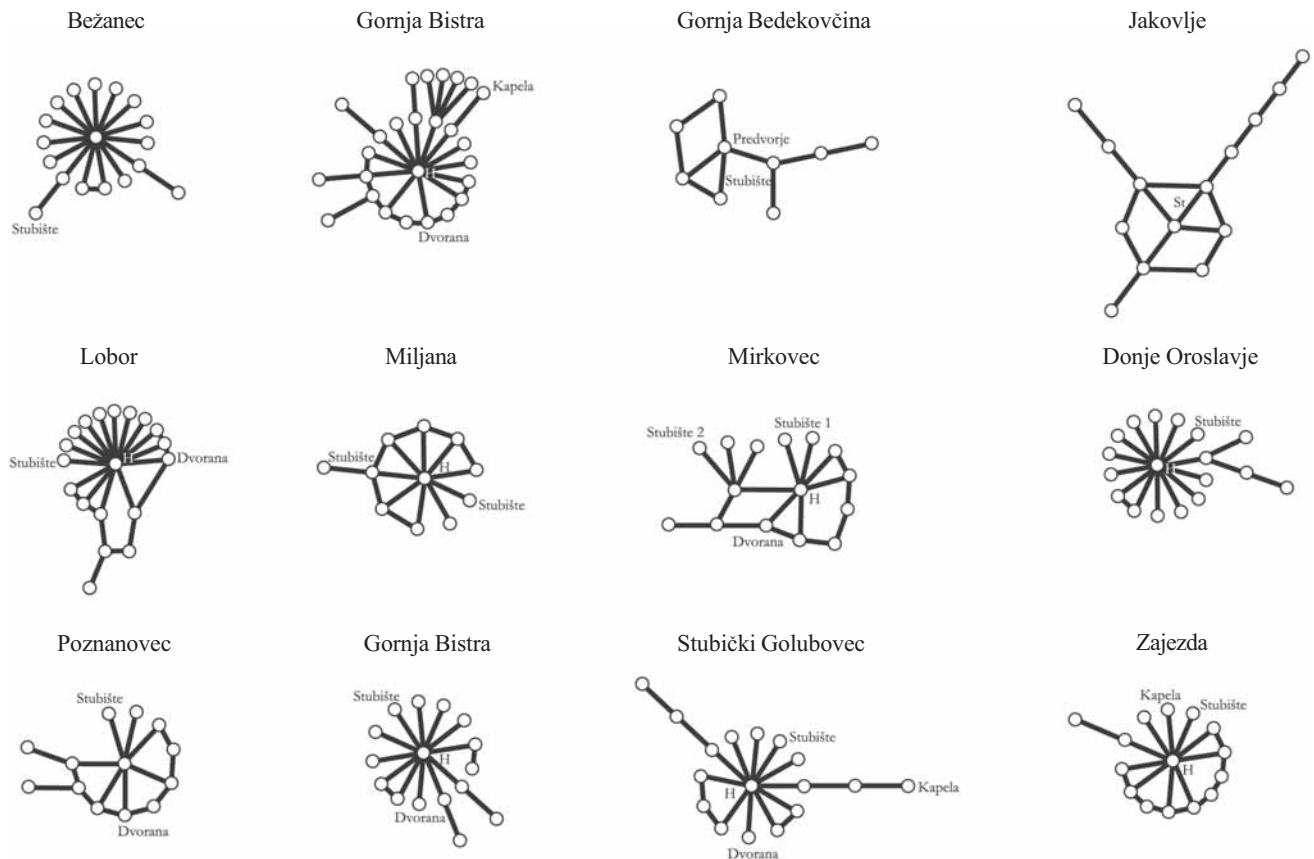 Bežanec
Gornja Bistra
Gornja Bedekovčina
Jakovlje
Kapela
Predvorje
H
Stubište
St
Stubište
Dvorana
Lobor
Miljana
Mirkovec
Donje Oroslavje
Stubište 2
Stubište 1
Stubište
Stubište
H
Dvorana
Stubište
H
Stubište
H
Dvorana
H
Poznanovec
Gornja Bistra
Stubički Golubovec
Zajezda
Stubište
Stubište
Kapela
Stubište
Stubište
H
H
H
Kapela
Dvorana
Dvorana
Dvorana